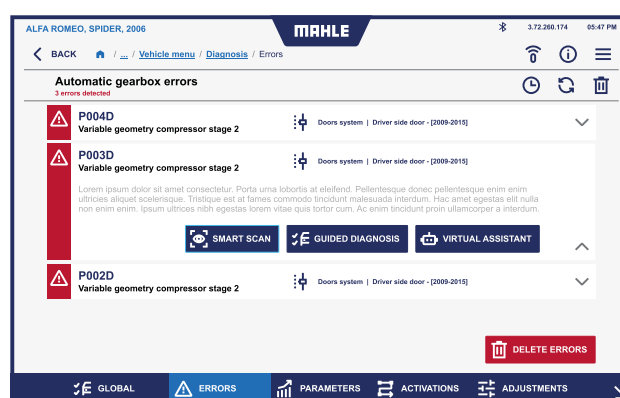 ALFA ROMEO, SPIDER, 2006
MAHLE
3.72.260.174
05:47 PM
BACK / ... / Vehicle menu / Diagnosis / Errors
Automatic gearbox errors
3 errors detected
P004D
Variable geometry compressor stage 2
Doors system | Driver side door - [2009-2015]
P003D
Variable geometry compressor stage 2
Doors system | Driver side door - [2009-2015]
Lorem ipsum dolor sit amet consectetur. Porta urna lobortis at eleifend. Pellentesque donec pellentesque enim enim
ultricies aliquet scelerisque. Tristique est at fames commodo tincidunt malesuada interdum. Hac amet egestas elit nulla
non enim enim. Ipsum ultrices nibh egestas lorem vitae quis tortor cum. Ac enim tincidunt proin ullamcorper a interdum.
SMART SCAN
GUIDED DIAGNOSIS
VIRTUAL ASSISTANT
P002D
Variable geometry compressor stage 2
Doors system | Driver side door - [2009-2015]
DELETE ERRORS
GLOBAL
ERRORS
PARAMETERS
ACTIVATIONS
ADJUSTMENTS